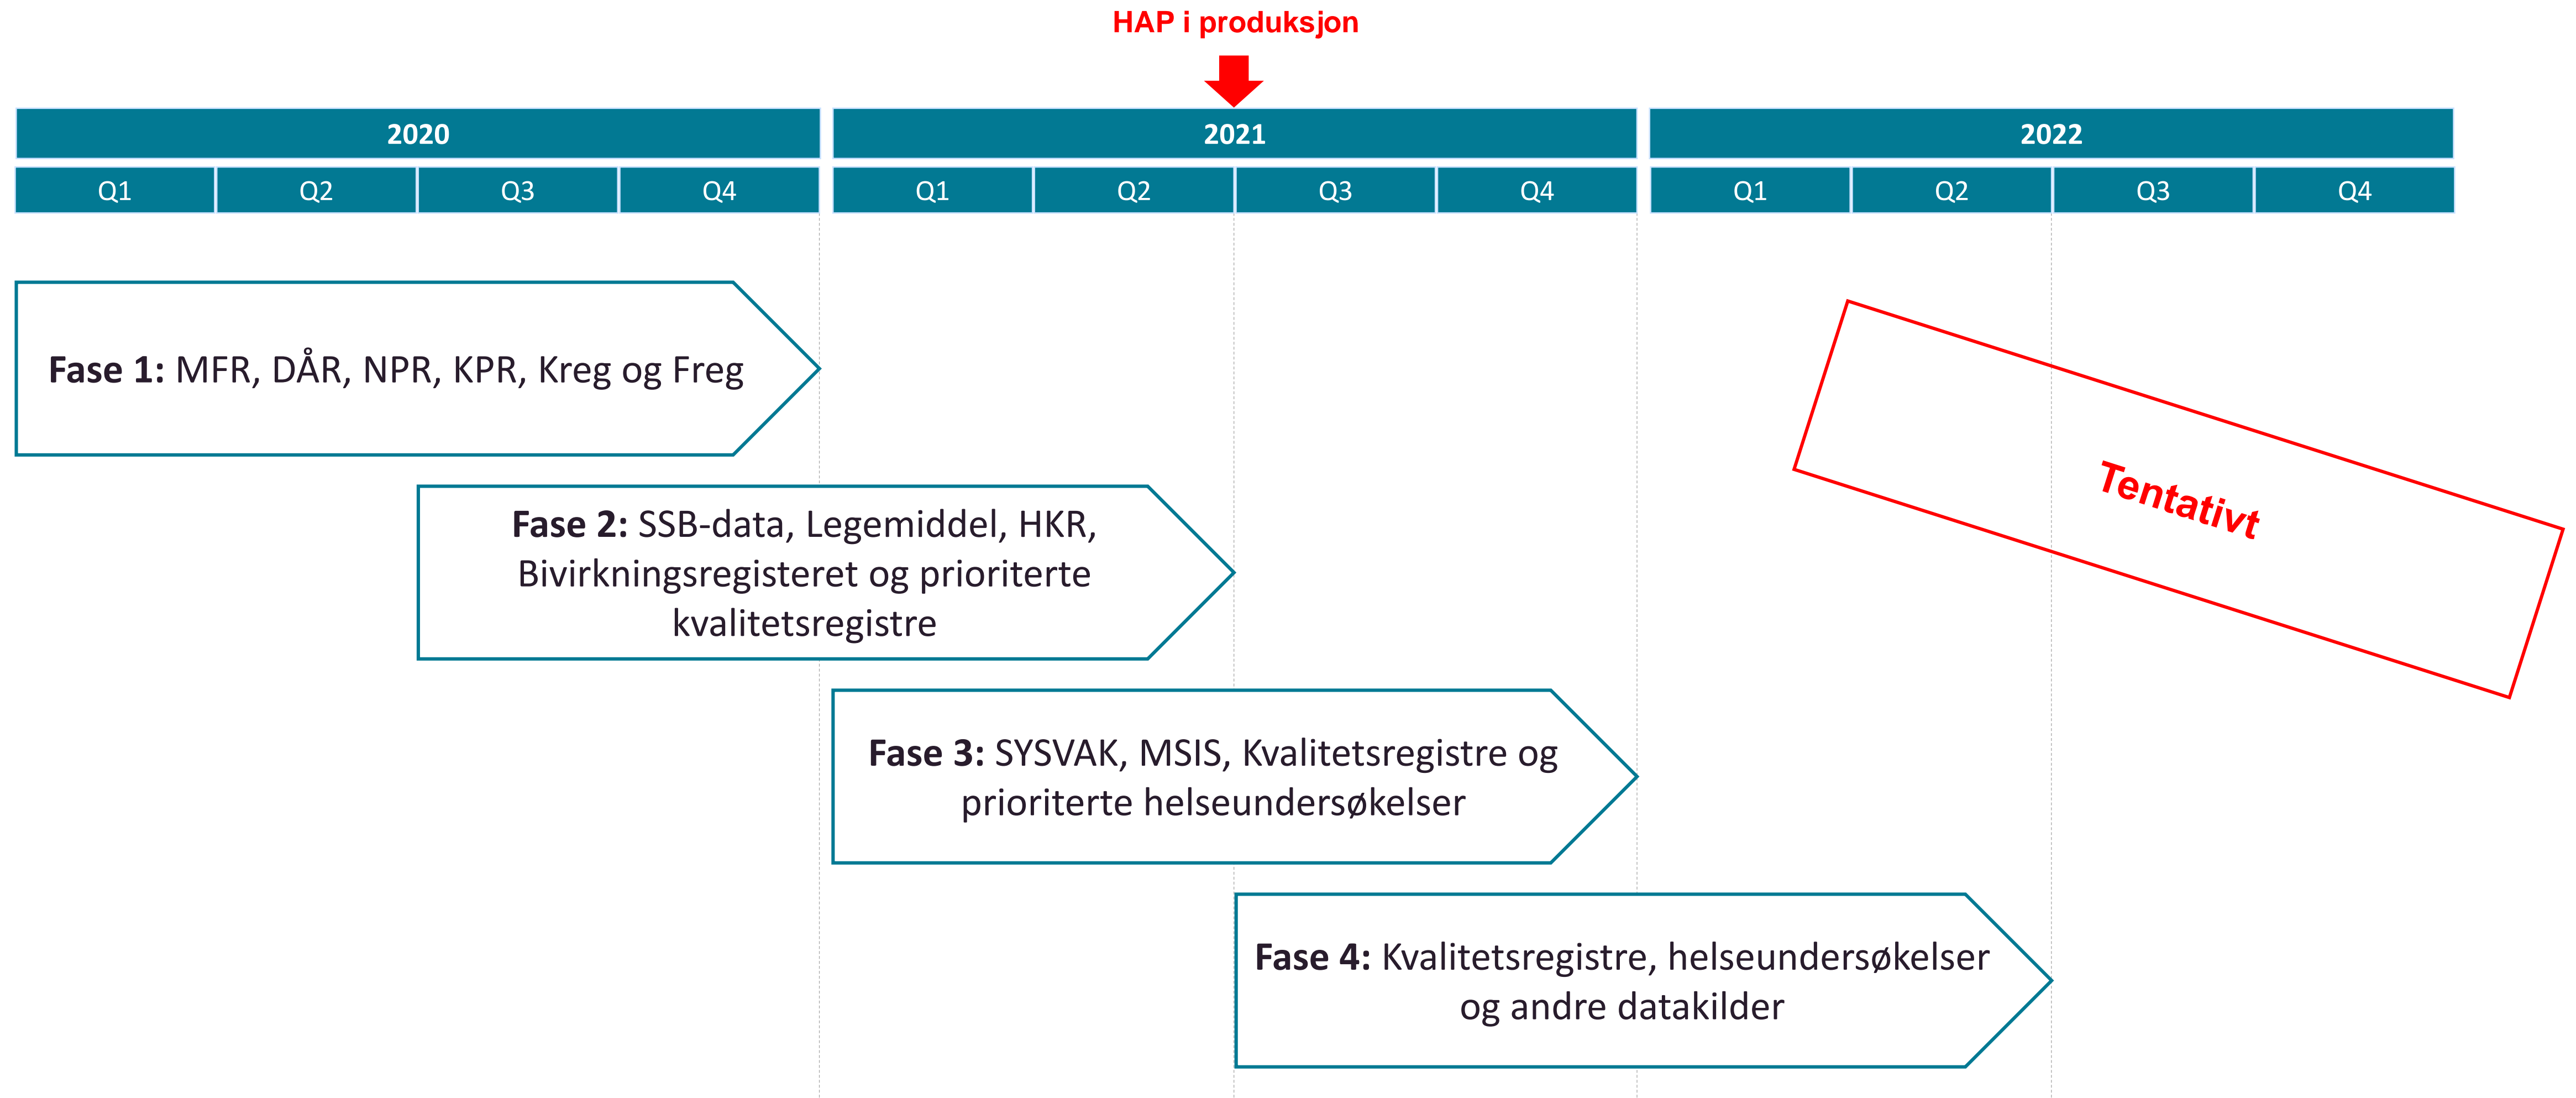 HAP i produksjon
2020
2021
2022
Q1
Q2
Q3
Q4
Q1
Q2
Q3
Q4
Q1
Q2
Q3
Q4
Fase 1: MFR, DÅR, NPR, KPR, Kreg og Freg
Tentativt
Fase 2: SSB-data, Legemiddel, HKR,
Bivirkningsregisteret og prioriterte
kvalitetsregistre
Fase 3: SYSVAK, MSIS, Kvalitetsregistre og
prioriterte helseundersøkelser
Fase 4: Kvalitetsregistre, helseundersøkelser
og andre datakilder